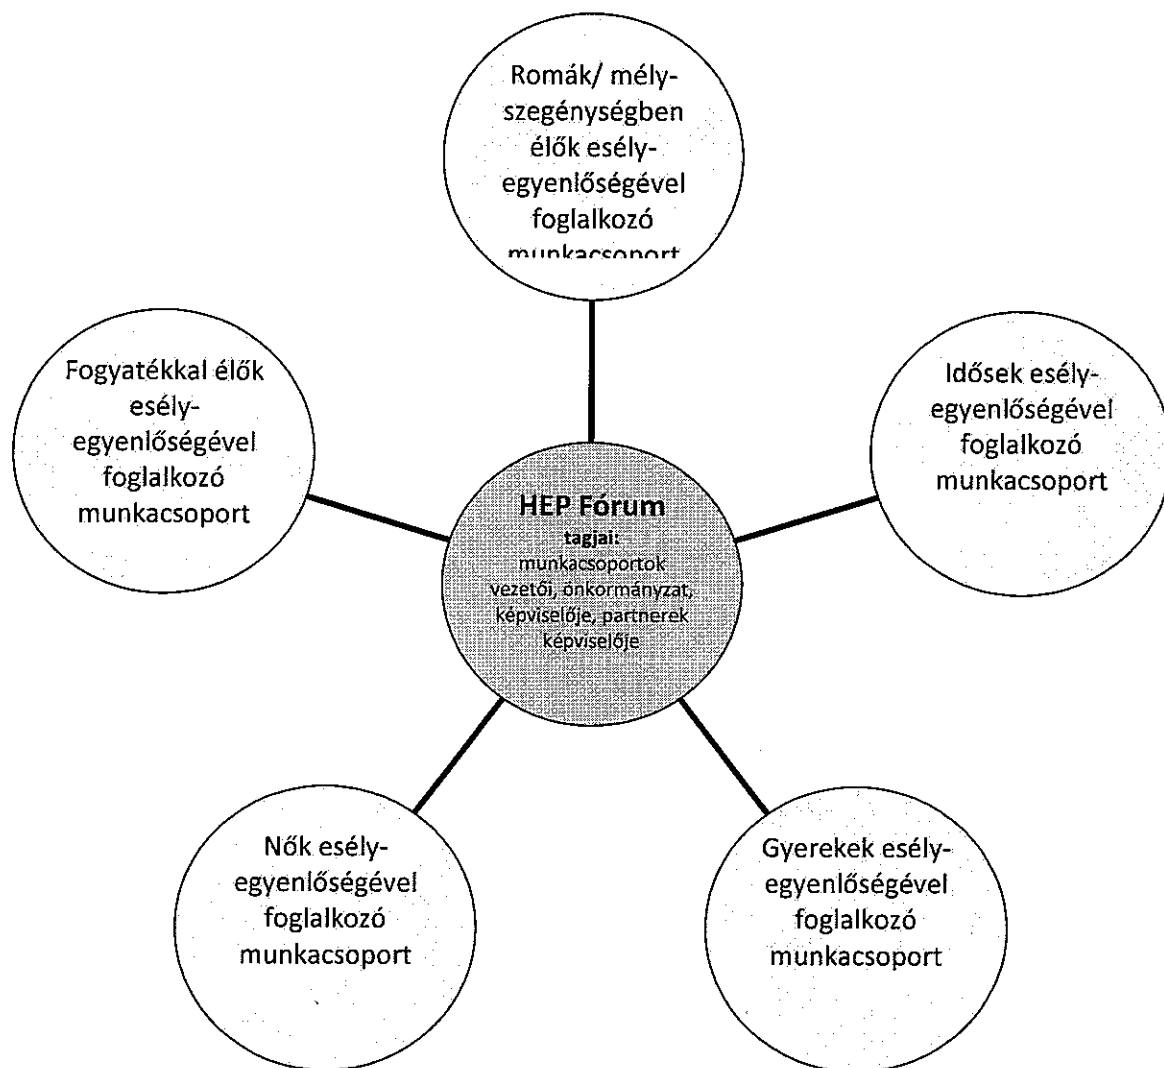 Romák/ mély-
szegénységben
élők esély-
egyenlőségével
foglalkozó
munkacsoport
Fogyatékkal élők
esély-
egyenlőségével
foglalkozó
munkacsoport
Idősek esély-
egyenlőségével
foglalkozó
munkacsoport
HEP Fórum
tagjai:
munkacsoportok
vezetői, önkormányzat,
képviselője, partnerek
képviselője
Nők esély-
egyenlőségével
foglalkozó
munkacsoport
Gyerekek esély-
egyenlőségével
foglalkozó
munkacsoport